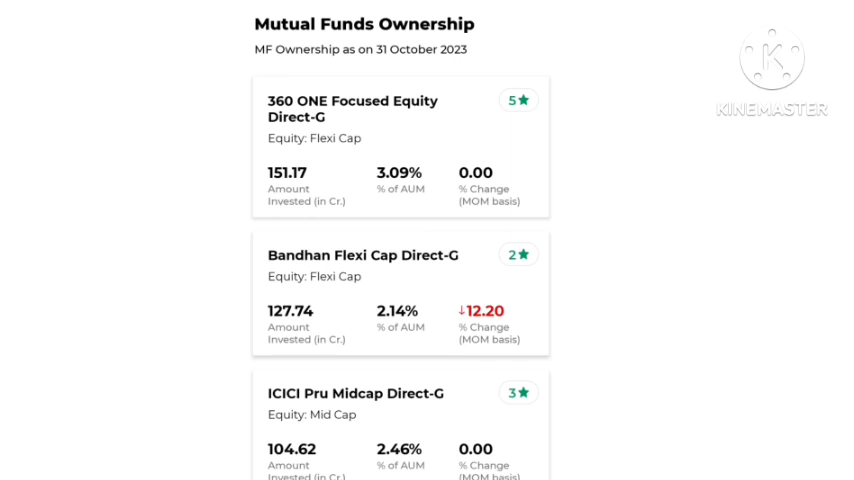 Mutual Funds Ownership
MF Ownership as on 31 October 2023
K
KINEMASTER
360 ONE Focused Equity
Direct-G
5★
Equity: Flexi Cap
151.17 3.09% 0.00
Amount % of AUM % Change
Invested (in Cr.) (MOM basis)
Bandhan Flexi Cap Direct-G 2★
Equity: Flexi Cap
127.74 2.14% ↓12.20
Amount % of AUM % Change
Invested (in Cr.) (MOM basis)
ICICI Pru Midcap Direct-G 3★
Equity: Mid Cap
104.62 2.46% 0.00
Amount % of AUM % Change
Invested (in Cr.) (MOM basis)